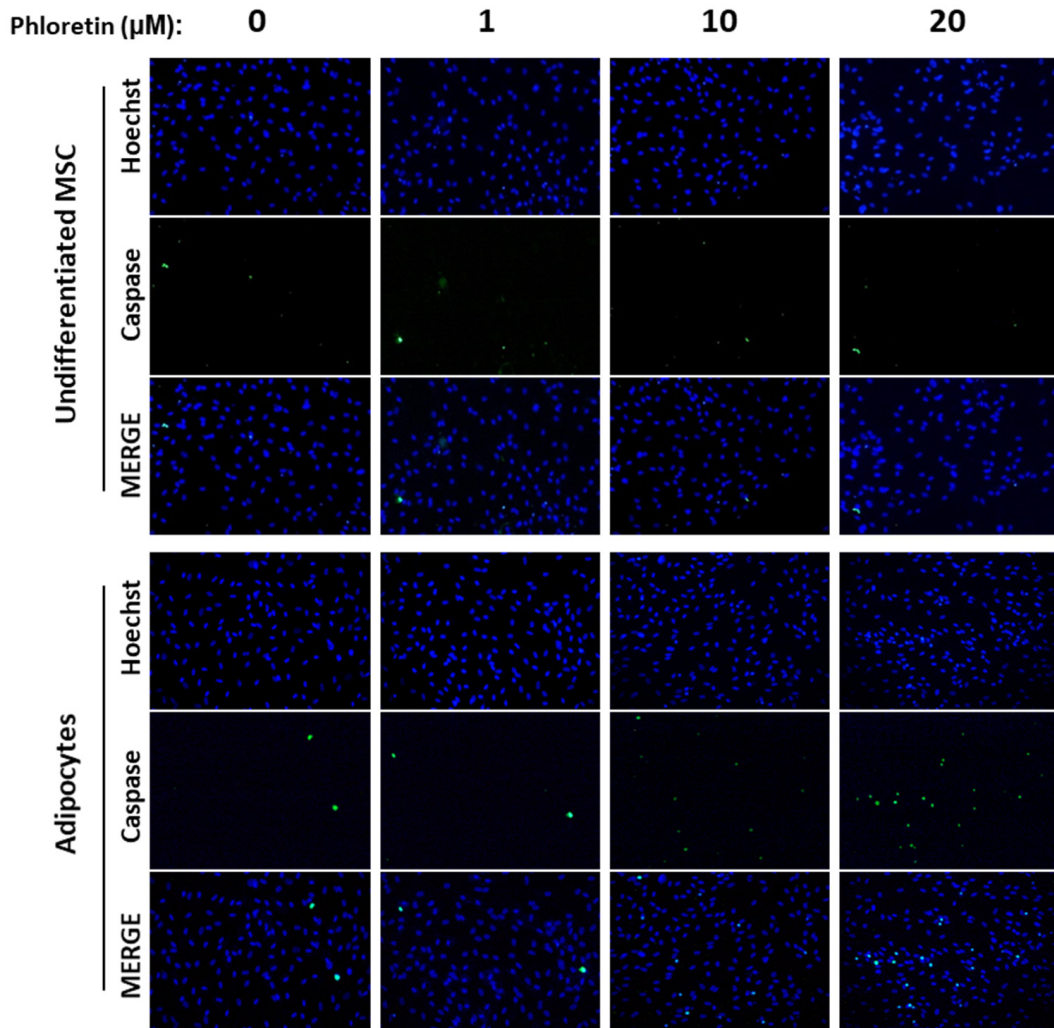 Phloretin (µM): 0 1 10 20
Undifferentiated MSC
Hoechst
Caspase
MERGE
Adipocytes
Hoechst
Caspase
MERGE